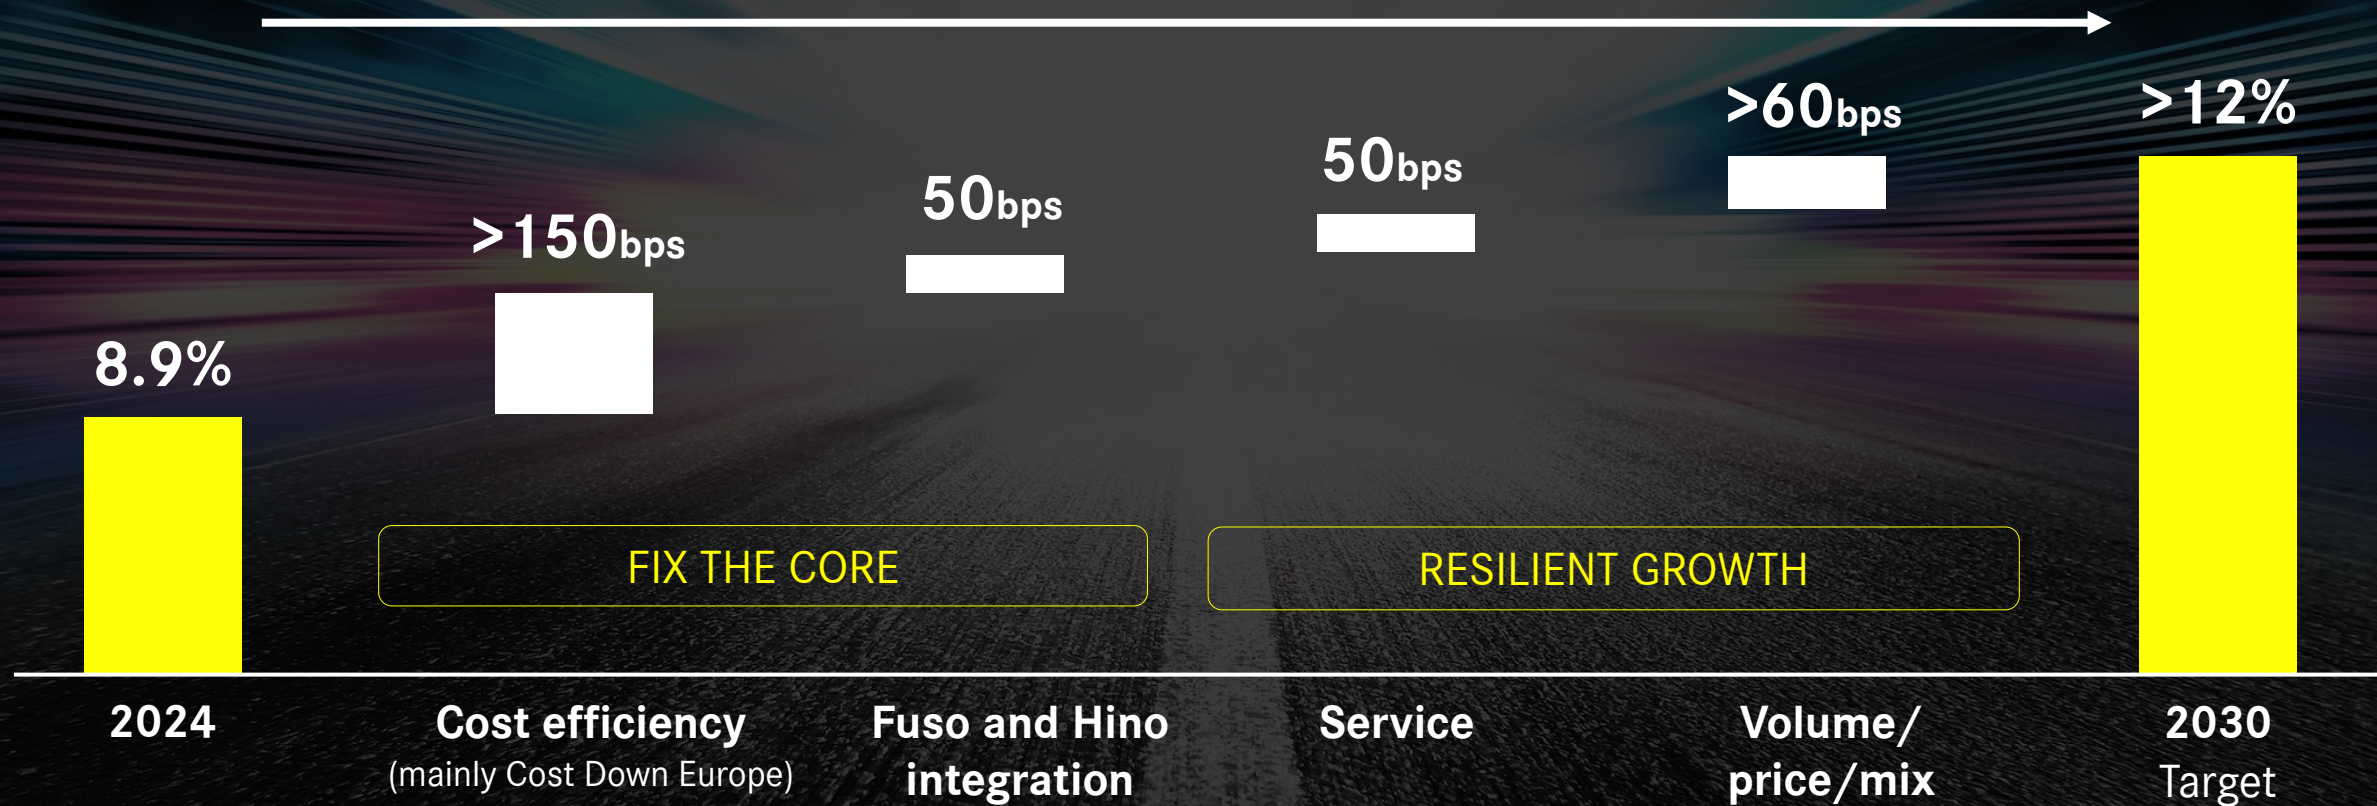 >60bps
>12%
50bps
50bps
>150bps
8.9%
FIX THE CORE
RESILIENT GROWTH
2024
Cost efficiency
(mainly Cost Down Europe)
Fuso and Hino
integration
Service
Volume/
price/mix
2030
Target